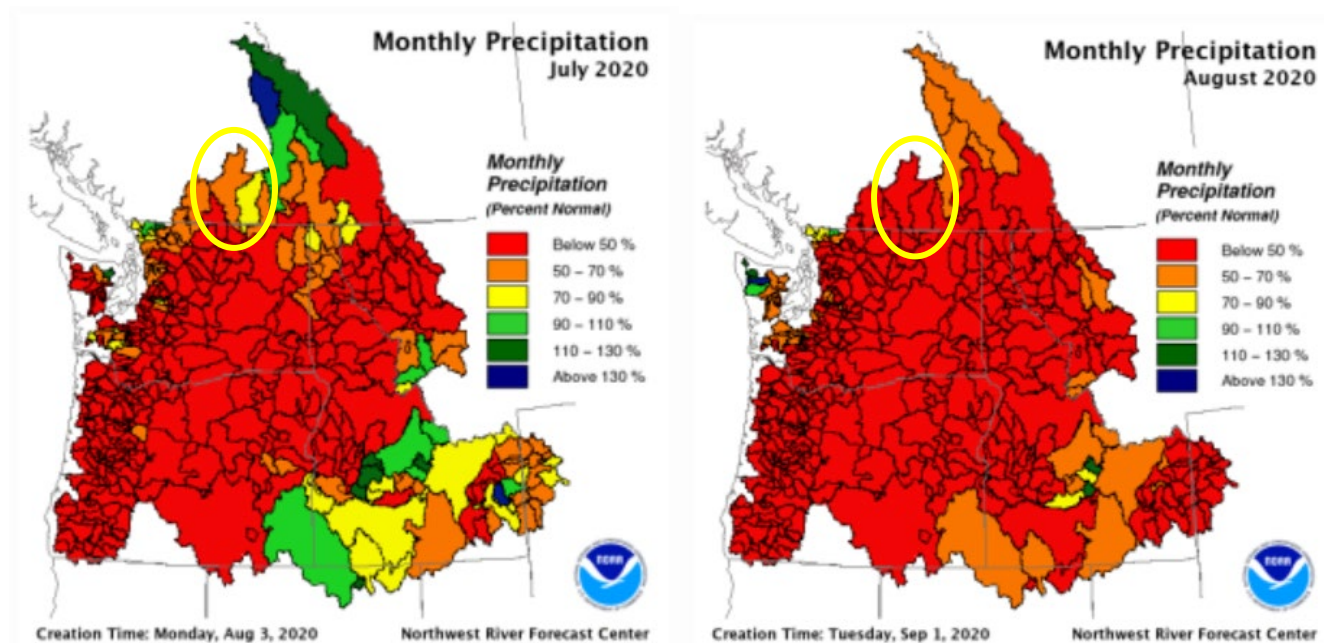 Monthly Precipitation
July 2020
Monthly
Precipitation
(Percent Normal)
Below 50 %
50 – 70 %
70 – 90 %
90 – 110 %
110 – 130 %
Above 130 %
Creation Time: Monday, Aug 3, 2020
Northwest River Forecast Center
Monthly Precipitation
August 2020
Monthly
Precipitation
(Percent Normal)
Below 50 %
50 – 70 %
70 – 90 %
90 – 110 %
110 – 130 %
Above 130 %
Creation Time: Tuesday, Sep 1, 2020
Northwest River Forecast Center